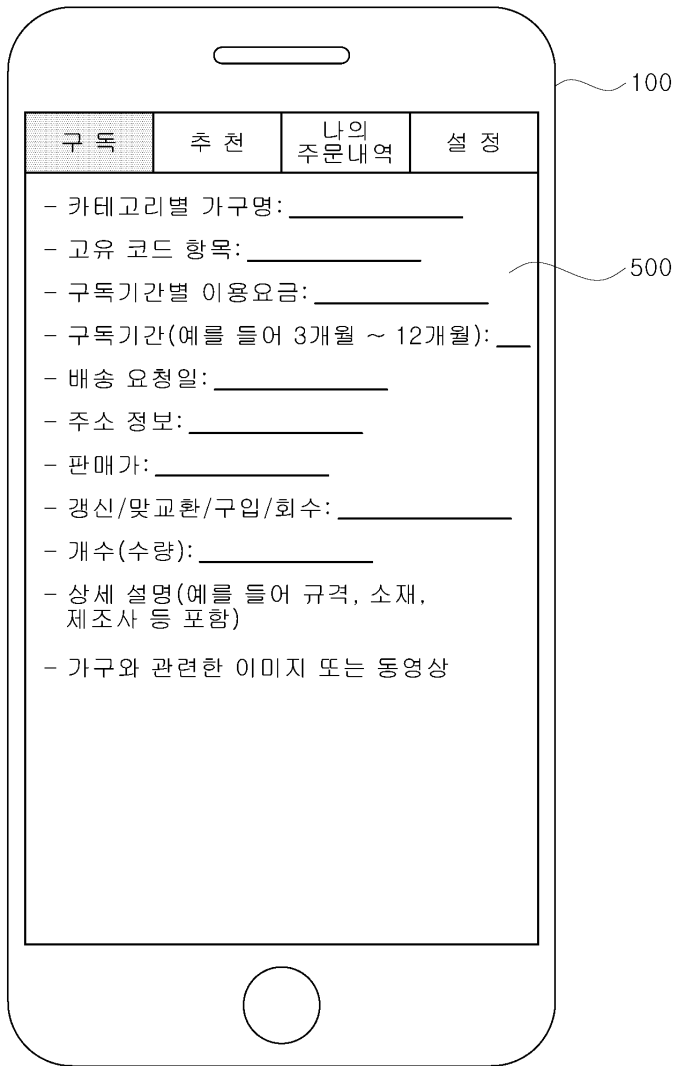 100
구 독
추 천
나의
주문내역
설 정
- 카테고리별 가구명:
- 고유 코드 항목:
500
- 구독기간별 이용요금:
- 구독기간(예를 들어 3개월 ~ 12개월):
- 배송 요청일:
- 주소 정보:
- 판매가:
- 갱신/맞교환/구입/회수:
- 개수(수량):
- 상세 설명(예를 들어 규격, 소재,
제조사 등 포함)
- 가구와 관련한 이미지 또는 동영상